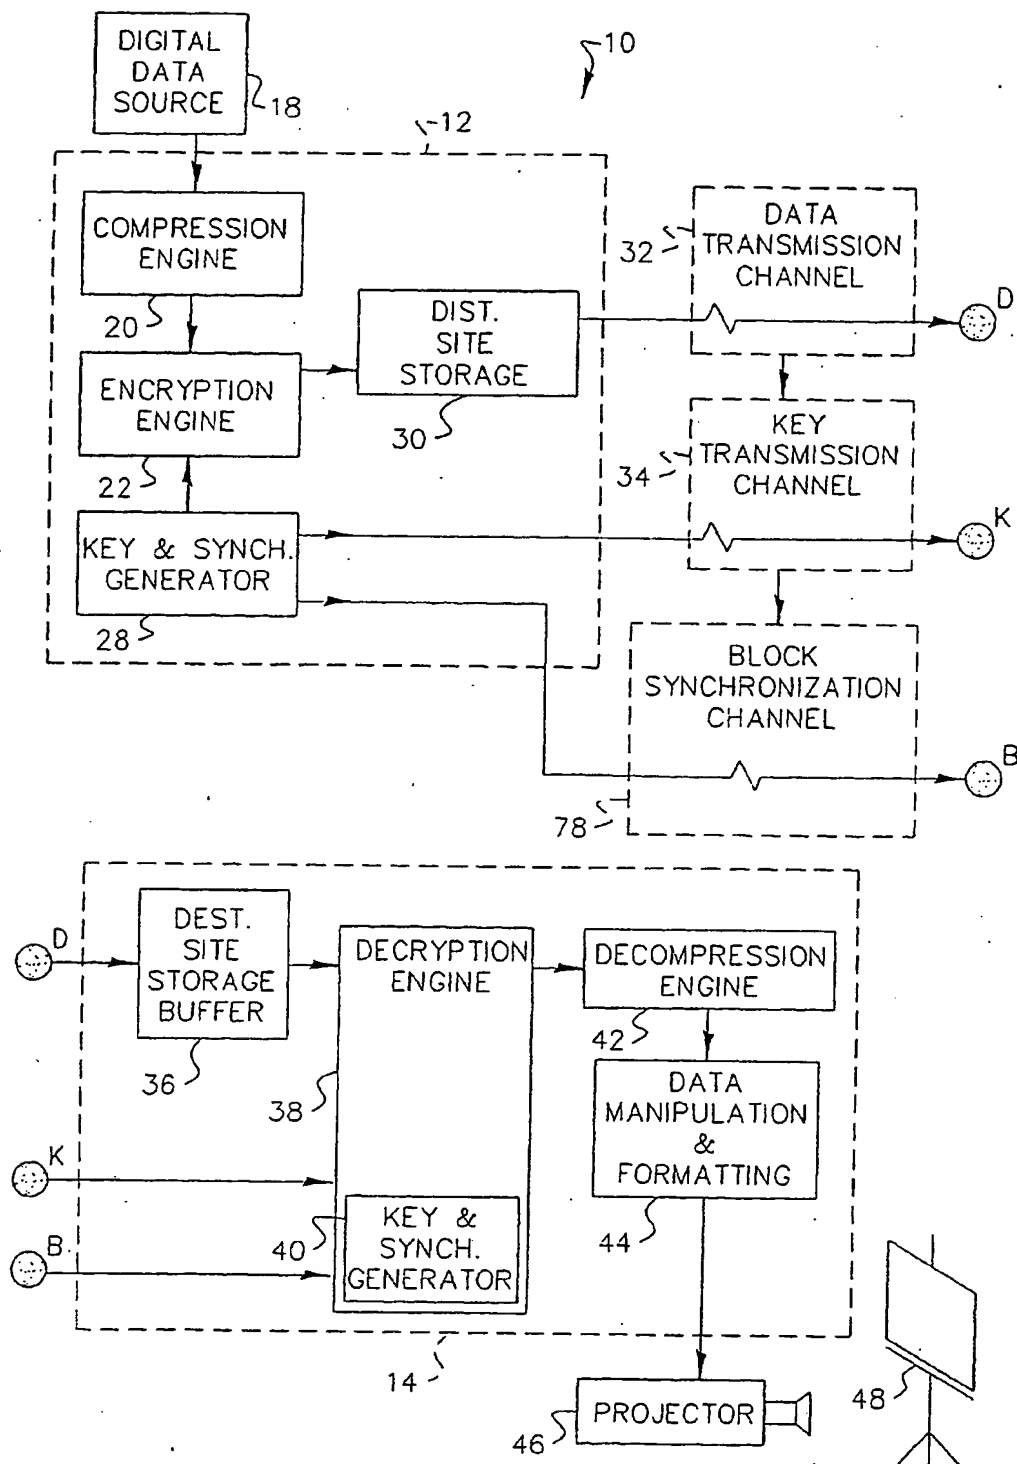 10
DIGITAL
DATA
SOURCE
18
12
COMPRESSION
ENGINE
20
ENCRYPTION
ENGINE
22
DIST.
SITE
STORAGE
30
KEY & SYNCH.
GENERATOR
28
DATA
TRANSMISSION
CHANNEL
32
D
KEY
TRANSMISSION
CHANNEL
34
K
BLOCK
SYNCHRONIZATION
CHANNEL
78
B
D
DEST.
SITE
STORAGE
BUFFER
36
DECRYPTION
ENGINE
38
DECOMPRESSION
ENGINE
42
DATA
MANIPULATION
&
FORMATTING
44
K
B
40
KEY &
SYNCH.
GENERATOR
14
PROJECTOR
46
48